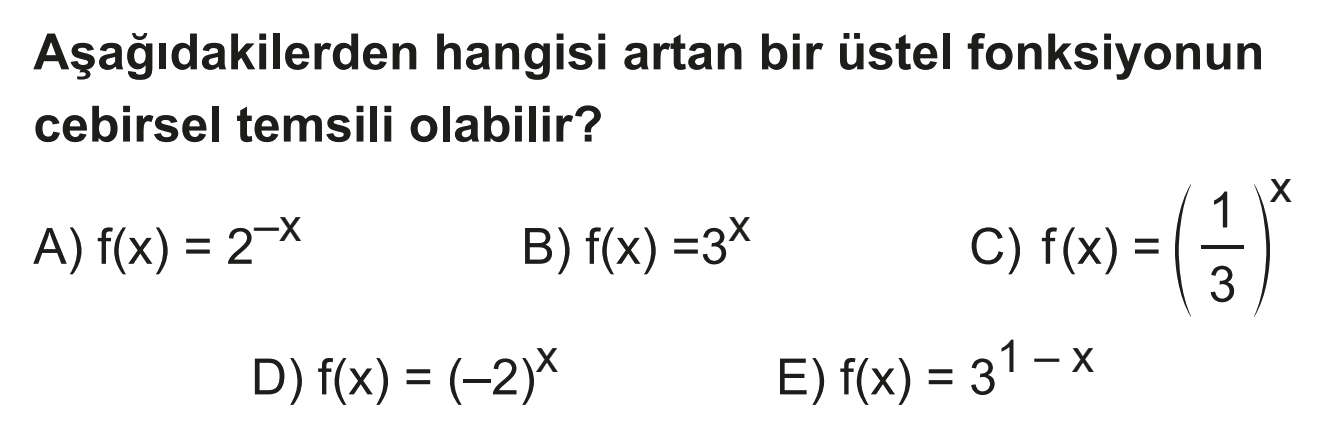 Aşağıdakilerden hangisi artan bir üstel fonksiyonun
cebirsel temsili olabilir?
A) f(x) = 2^{–x} B) f(x) =3^x C) f(x) = (1/3)^x
D) f(x) = (–2)^x E) f(x) = 3^{1 – x}